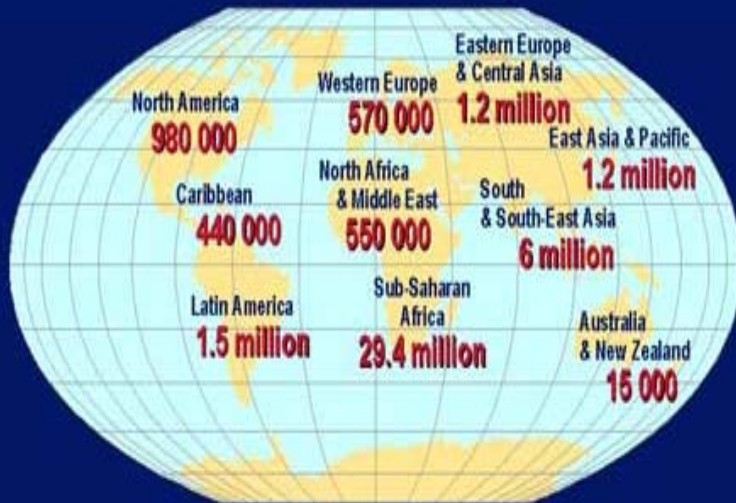 North America
980 000
Caribbean
440 000
Latin America
1.5 million
Western Europe
570 000
North Africa
& Middle East
550 000
Sub-Saharan
Africa
29.4 million
Eastern Europe
& Central Asia
1.2 million
East Asia & Pacific
1.2 million
South
& South-East Asia
6 million
Australia
& New Zealand
15 000